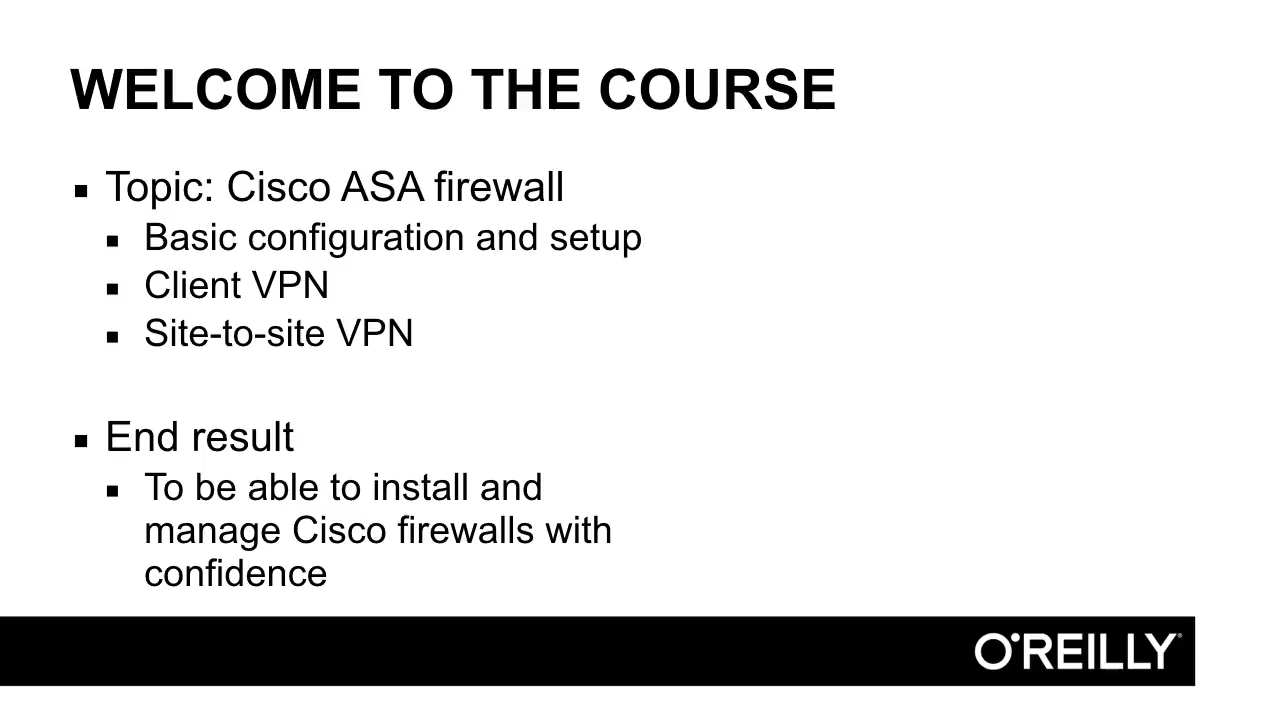 WELCOME TO THE COURSE
▪ Topic: Cisco ASA firewall
▪ Basic configuration and setup
▪ Client VPN
▪ Site-to-site VPN
▪ End result
▪ To be able to install and
manage Cisco firewalls with
confidence
O'REILLY®